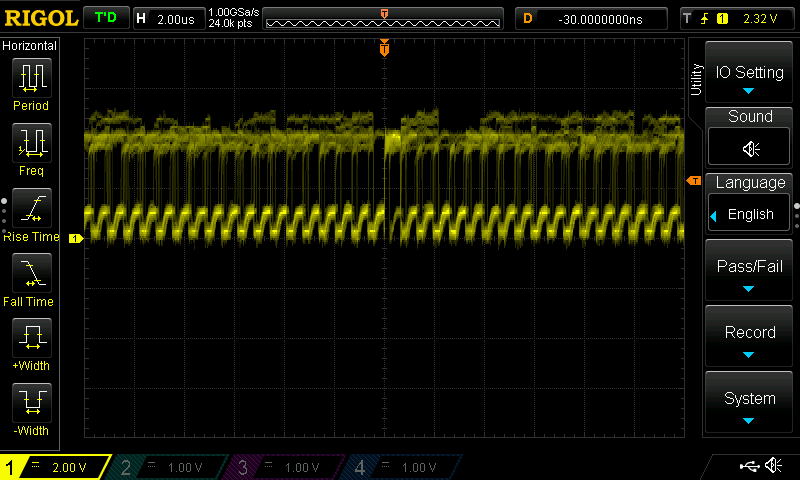 RIGOL T'D H 2.00us 1.00GSa/s 24.0k pts T D -30.0000000ns T 1 2.32 V
Horizontal
Period
Freq
Rise Time
Fall Time
+Width
-Width
T
T
1
Utility
IO Setting
Sound
Language
English
Pass/Fail
Record
System
1 2.00 V 2 1.00 V 3 1.00 V 4 1.00 V